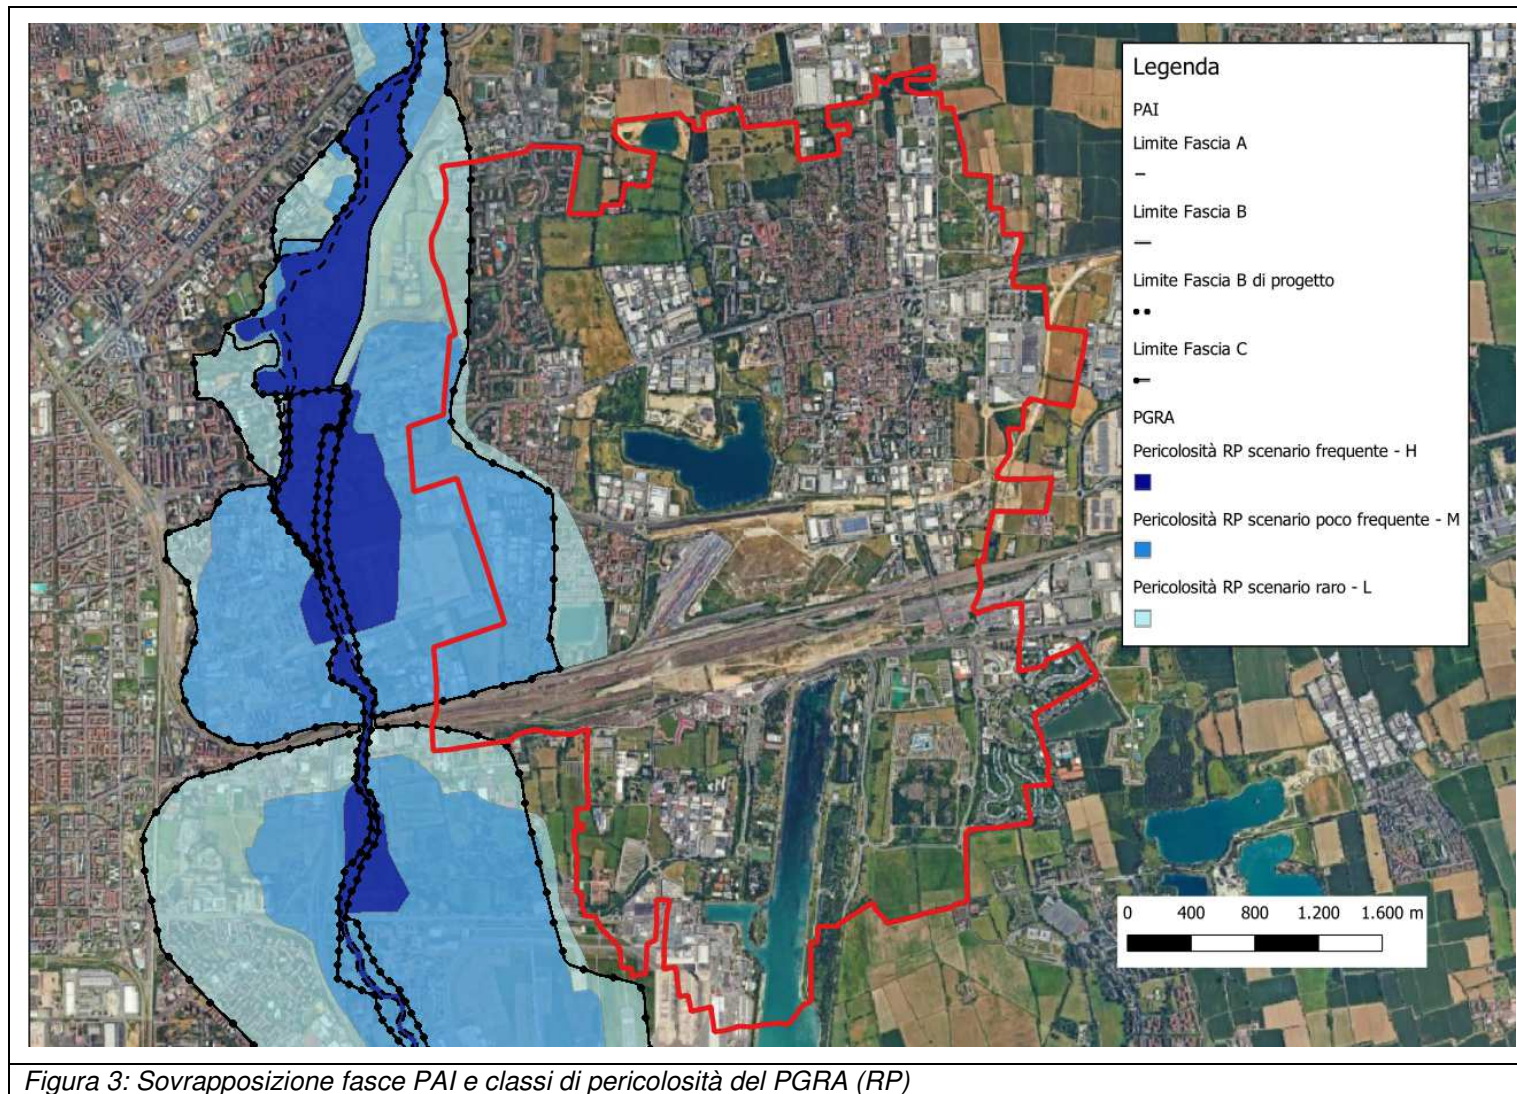 Legenda
PAI
Limite Fascia A
Limite Fascia B
Limite Fascia B di progetto
Limite Fascia C
PGRA
Pericolosità RP scenario frequente - H
Pericolosità RP scenario poco frequente - M
Pericolosità RP scenario raro - L
0 400 800 1.200 1.600 m
Figura 3: Sovrapposizione fasce PAI e classi di pericolosità del PGRA (RP)